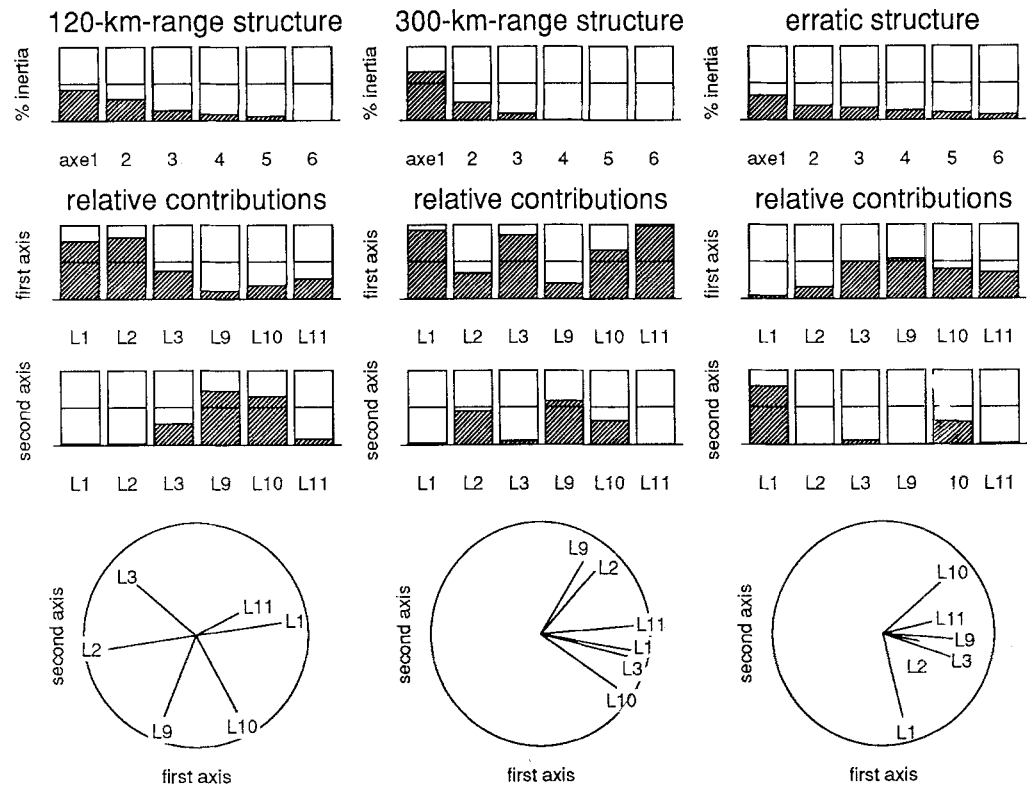 120-km-range structure 300-km-range structure erratic structure
% inertia % inertia % inertia
axe1 2 3 4 5 6 axe1 2 3 4 5 6 axe1 2 3 4 5 6
relative contributions relative contributions relative contributions
first axis first axis first axis
L1 L2 L3 L9 L10 L11 L1 L2 L3 L9 L10 L11 L1 L2 L3 L9 L10 L11
second axis second axis second axis
L1 L2 L3 L9 L10 L11 L1 L2 L3 L9 L10 L11 L1 L2 L3 L9 10 L11
second axis
L3
L11
L1
L2
L9
L10
first axis
second axis
L9
L2
L11
L1
L3
L10
first axis
second axis
L10
L11
L9
L3
L2
L1
first axis